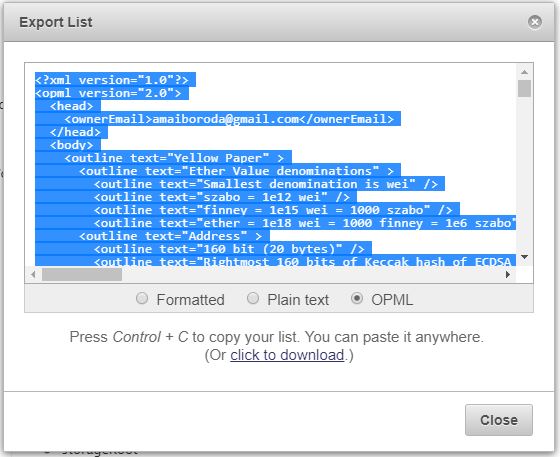 Export List
<?xml version="1.0"?>
<opml version="2.0">
<head>
<ownerEmail>amaiboroda@gmail.com</ownerEmail>
</head>
<body>
<outline text="Yellow Paper" >
<outline text="Ether Value denominations" >
<outline text="Smallest denomination is wei" />
<outline text="szabo = 1e12 wei" />
<outline text="finney = 1e15 wei = 1000 szabo" />
<outline text="ether = 1e18 wei = 1000 finney = 1e6 szabo"
<outline text="Address" >
<outline text="160 bit (20 bytes)" />
<outline text="Rightmost 160 bits of Keccak hash of ECDSA
Formatted Plain text OPML
Press Control + C to copy your list. You can paste it anywhere.
(Or click to download.)
Close
storageRoot